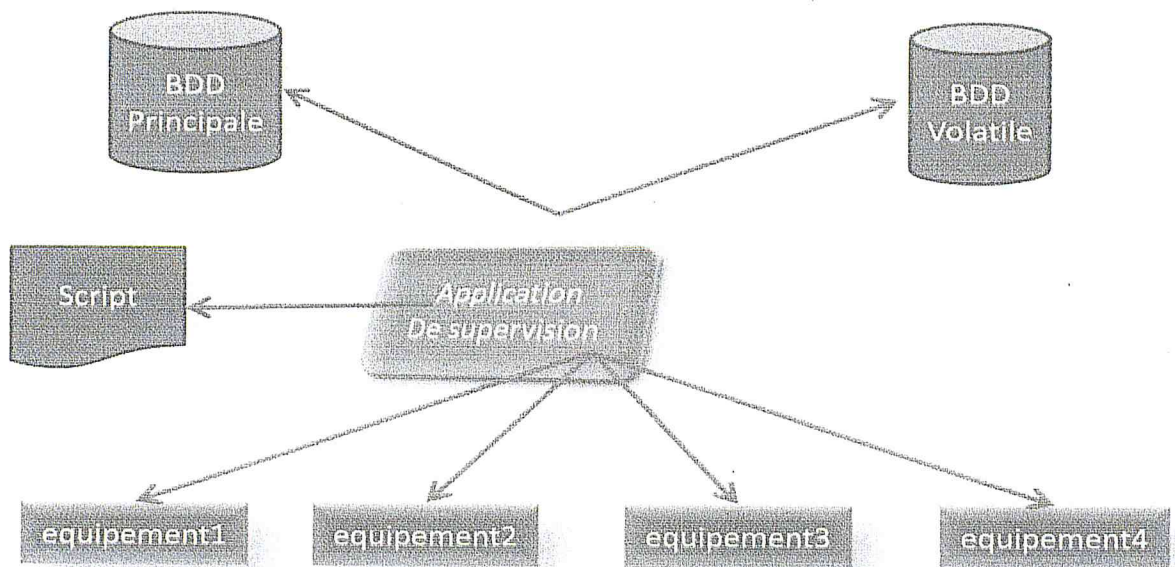 BDD
Principale
BDD
Volatile
Script
Application
De supervision
equipement1
equipement2
equipement3
equipement4